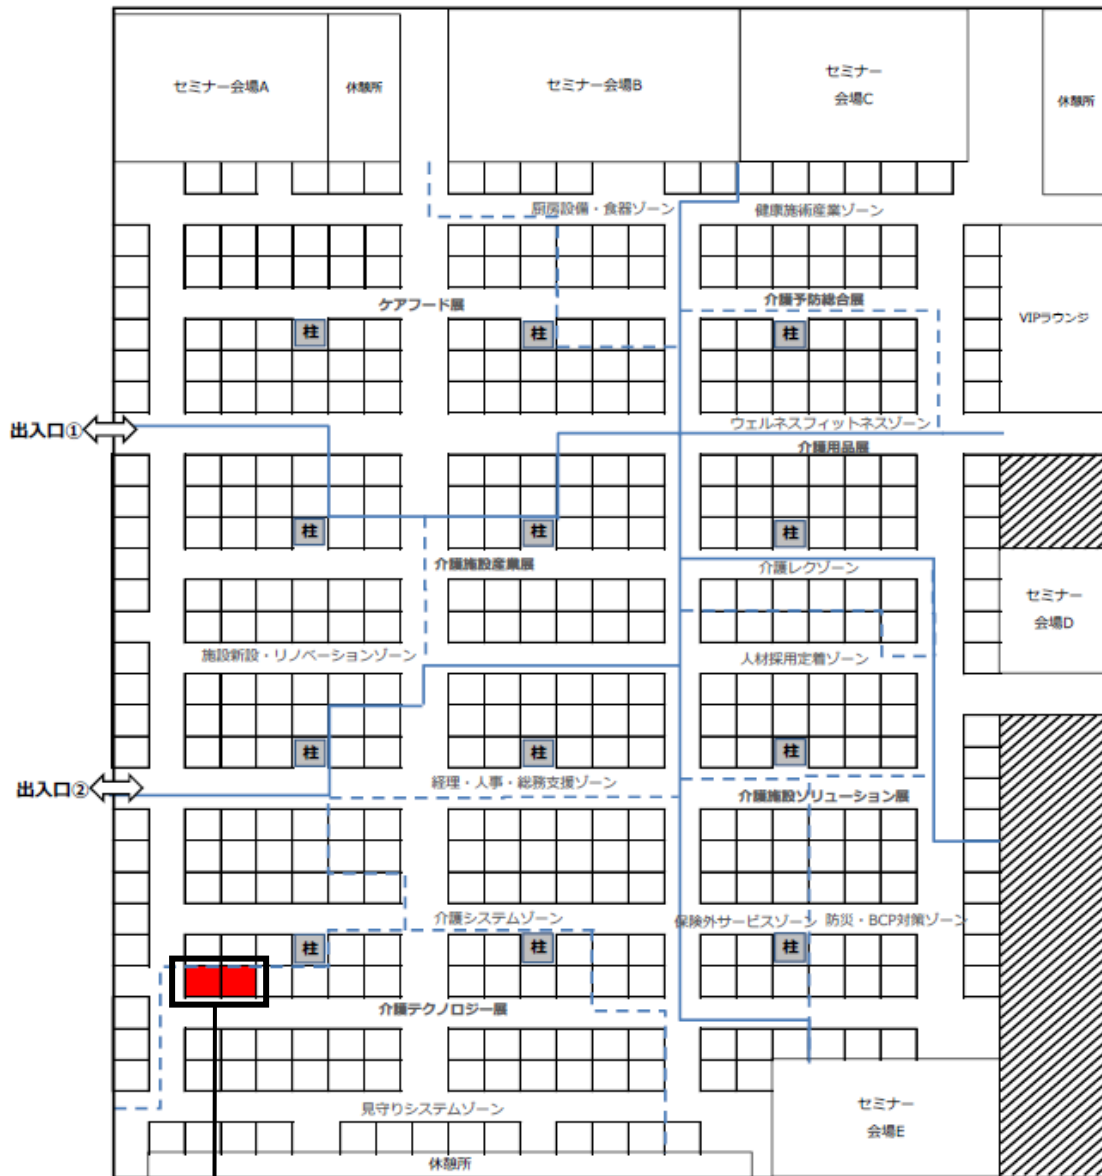 セミナー会場A
休憩所
セミナー会場B
セミナー
会場C
休憩所
厨房設備・食器ゾーン
健康施術産業ゾーン
ケアフード展
介護予防総合展
VIPラウンジ
柱
柱
柱
出入口①
ウェルネスフィットネスゾーン
介護用品展
柱
柱
柱
介護施設産業展
介護レクゾーン
セミナー
会場D
施設新設・リノベーションゾーン
人材採用定着ゾーン
柱
柱
柱
出入口②
経理・人事・総務支援ゾーン
介護施設ソリューション展
介護システムゾーン
保険外サービスゾーン
防災・BCP対策ゾーン
柱
柱
柱
介護テクノロジー展
見守りシステムゾーン
セミナー
会場E
休憩所